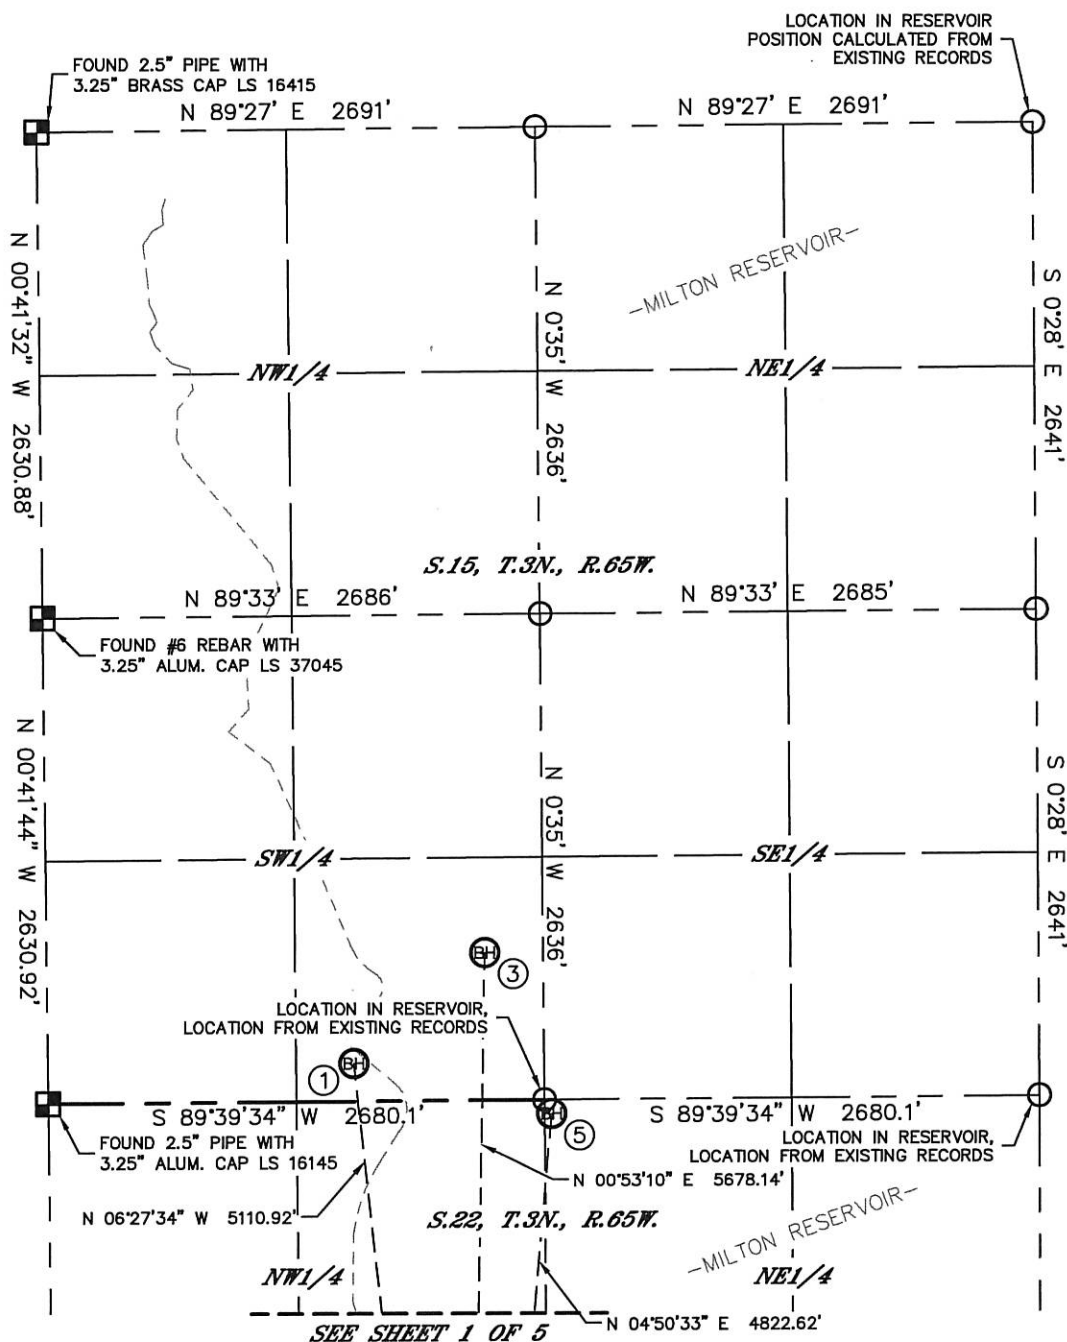 LOCATION IN RESERVOIR
POSITION CALCULATED FROM
EXISTING RECORDS
FOUND 2.5" PIPE WITH
3.25" BRASS CAP LS 16415
N 89°27' E 2691'
N 89°27' E 2691'
-MILTON RESERVOIR-
N 00°41'32" W 2630.88'
N 0°35' W 2636'
S 0°28' E 2641'
NW1/4
NE1/4
S.15, T.3N., R.65W.
N 89°33' E 2686'
N 89°33' E 2685'
FOUND #6 REBAR WITH
3.25" ALUM. CAP LS 37045
N 00°41'44" W 2630.92'
N 0°35' W 2636'
S 0°28' E 2641'
SW1/4
SE1/4
BH
3
LOCATION IN RESERVOIR,
LOCATION FROM EXISTING RECORDS
BH
1
BH
5
S 89°39'34" W 2680.1'
S 89°39'34" W 2680.1'
FOUND 2.5" PIPE WITH
3.25" ALUM. CAP LS 16145
LOCATION IN RESERVOIR,
LOCATION FROM EXISTING RECORDS
N 00°53'10" E 5678.14'
N 06°27'34" W 5110.92'
S.22, T.3N., R.65W.
-MILTON RESERVOIR-
NW1/4
NE1/4
N 04°50'33" E 4822.62'
SEE SHEET 1 OF 5